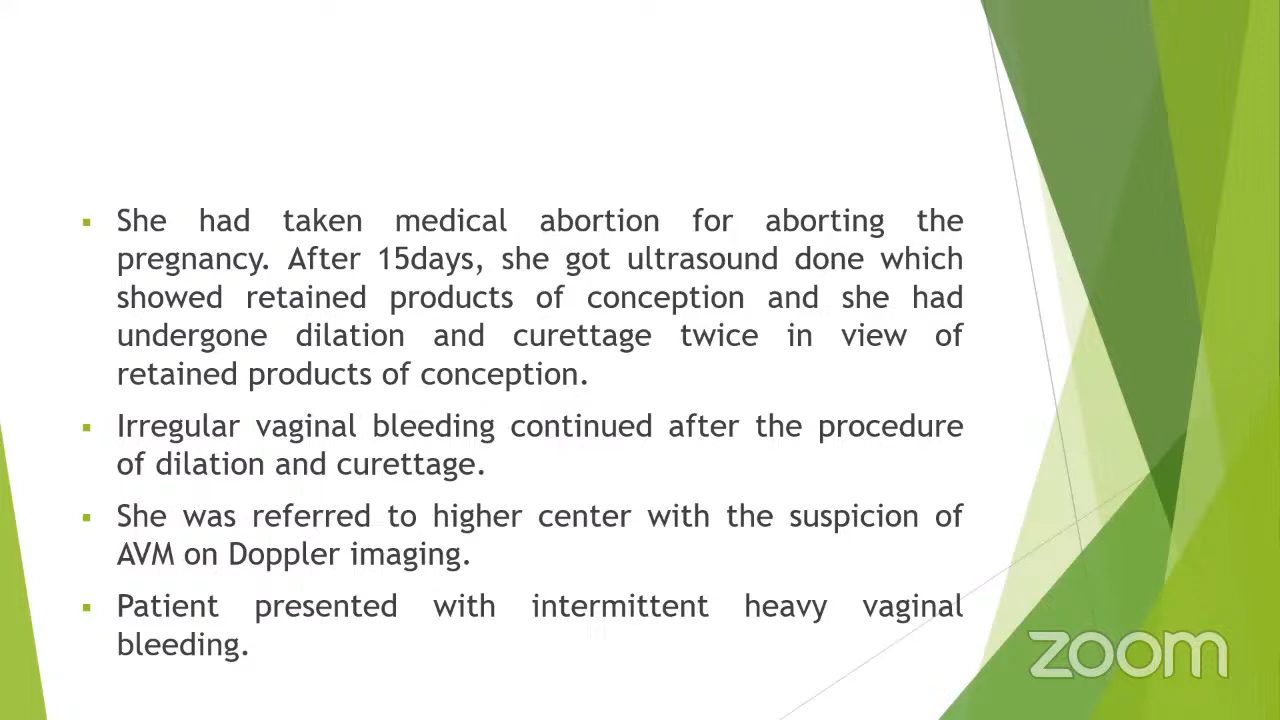 She had taken medical abortion for aborting the
pregnancy. After 15days, she got ultrasound done which
showed retained products of conception and she had
undergone dilation and curettage twice in view of
retained products of conception.
Irregular vaginal bleeding continued after the procedure
of dilation and curettage.
She was referred to higher center with the suspicion of
AVM on Doppler imaging.
Patient presented with intermittent heavy vaginal
bleeding.
zoom